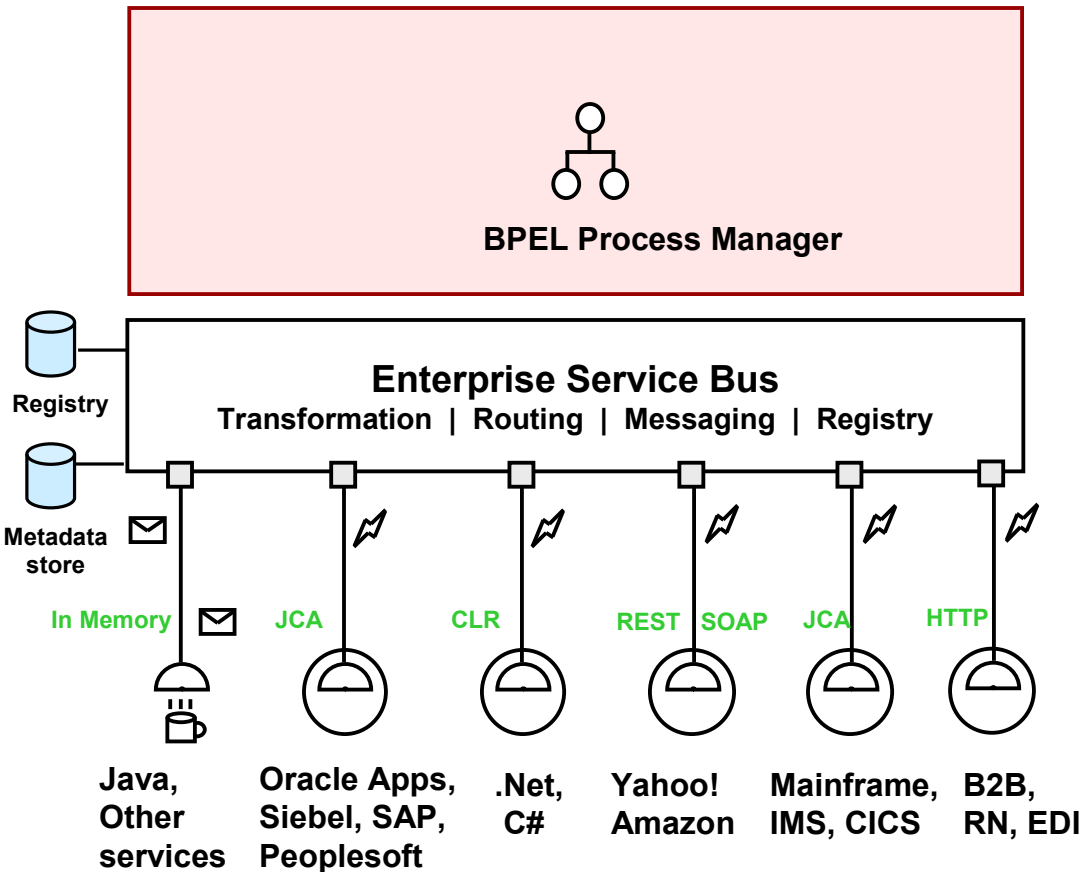 BPEL Process Manager
Enterprise Service Bus
Transformation | Routing | Messaging | Registry
Registry
Metadata
store
In Memory
JCA
CLR
REST
SOAP
JCA
HTTP
Java,
Other
services
Oracle Apps,
Siebel, SAP,
Peoplesoft
.Net,
C#
Yahoo!
Amazon
Mainframe,
IMS, CICS
B2B,
RN, EDI